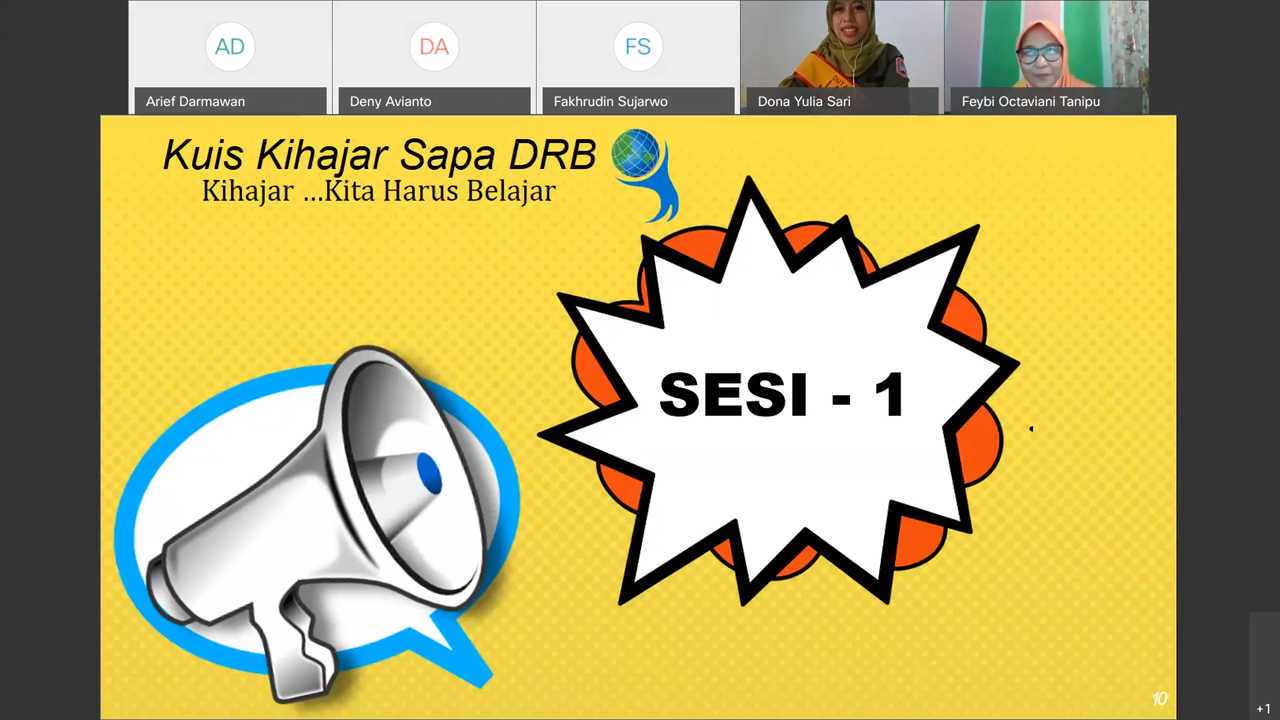 AD
DA
FS
Arief Darmawan
Deny Avianto
Fakhrudin Sujarwo
Dona Yulia Sari
Feybi Octaviani Tanipu
Kuis Kihajar Sapa DRB
Kihajar ...Kita Harus Belajar
SESI - 1
10
+1